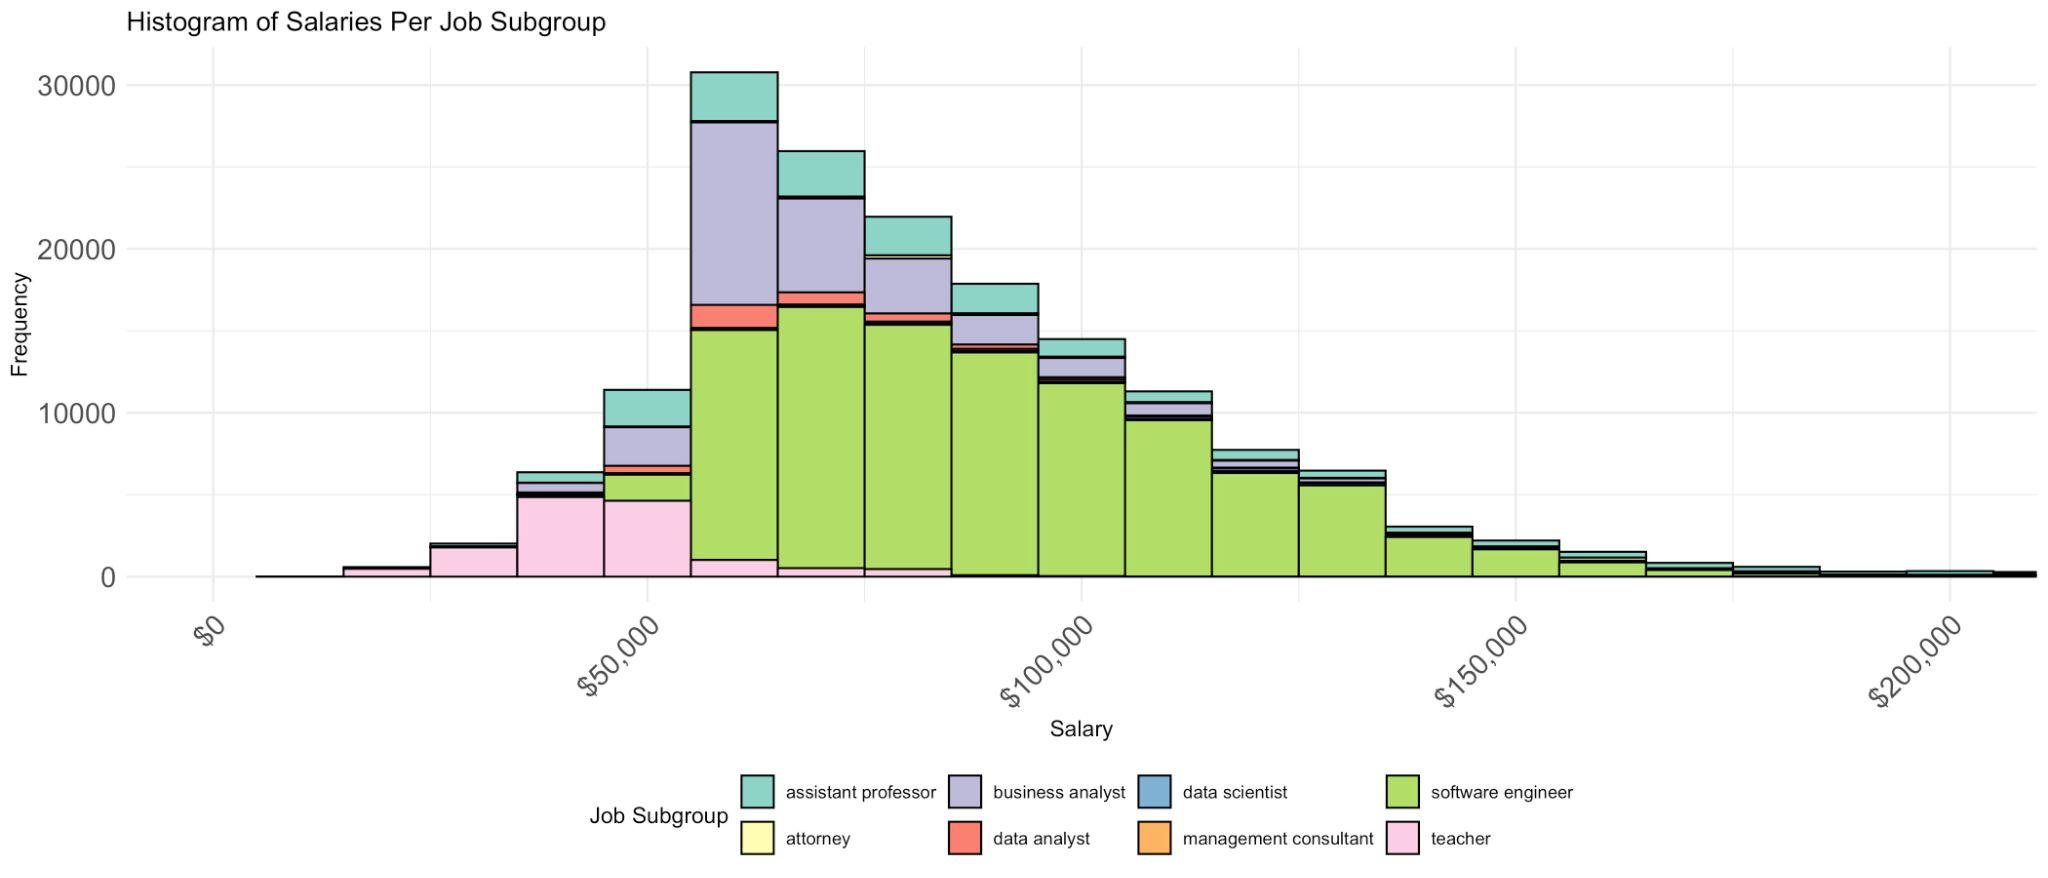 Histogram of Salaries Per Job Subgroup
30000
20000
10000
0
Frequency
$0
$50,000
$100,000
$150,000
$200,000
Salary
Job Subgroup
assistant professor
business analyst
data scientist
software engineer
attorney
data analyst
management consultant
teacher